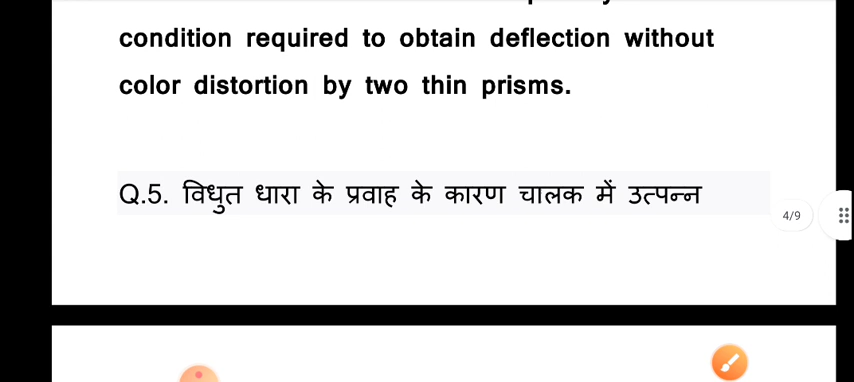 condition required to obtain deflection without
color distortion by two thin prisms.
Q.5. विधुत धारा के प्रवाह के कारण चालक में उत्पन्न
4/9